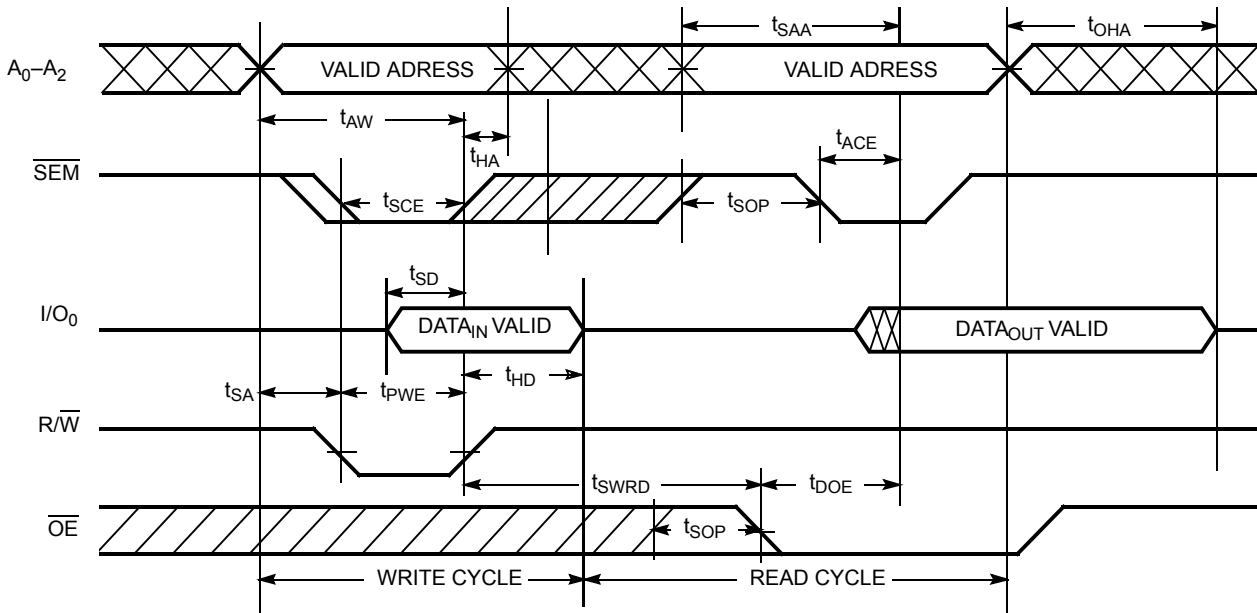 tSAA
tOHA
A0–A2
VALID ADRESS
VALID ADRESS
tAW
tHA
tACE
SEM
tSCE
tSOP
tSD
I/O0
DATAIN VALID
DATAOUT VALID
tSA
tPWE
tHD
R/W
tSWRD
tDOE
OE
tSOP
WRITE CYCLE
READ CYCLE